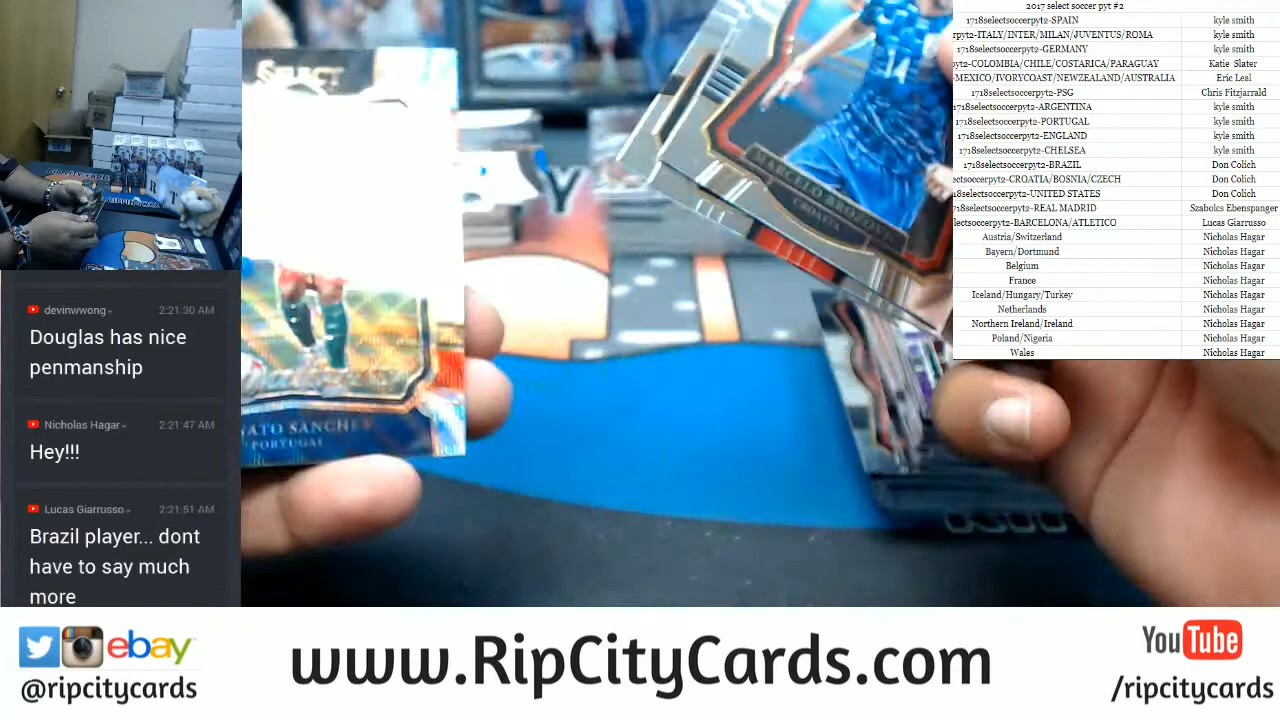 2017 select soccer pyt #2
1718selectsoccerpyt2-SPAIN kyle smith
rpyt2-ITALY/INTER/MILAN/JUVENTUS/ROMA kyle smith
1718selectsoccerpyt2-GERMANY kyle smith
yt2-COLOMBIA/CHILE/COSTARICA/PARAGUAY Katie Slater
MEXICO/IVORYCOAST/NEWZEALAND/AUSTRALIA Eric Leal
1718selectsoccerpyt2-PSG Chris Fitzjarrald
1718selectsoccerpyt2-ARGENTINA kyle smith
1718selectsoccerpyt2-PORTUGAL kyle smith
1718selectsoccerpyt2-ENGLAND kyle smith
1718selectsoccerpyt2-CHELSEA kyle smith
1718selectsoccerpyt2-BRAZIL Don Colich
ectsoccerpyt2-CROATIA/BOSNIA/CZECH Don Colich
18selectsoccerpyt2-UNITED STATES Don Colich
718selectsoccerpyt2-REAL MADRID Szabolcs Ebenspanger
lectsoccerpyt2-BARCELONA/ATLETICO Lucas Giarrusso
Austria/Switzerland Nicholas Hagar
Bayern/Dortmund Nicholas Hagar
Belgium Nicholas Hagar
France Nicholas Hagar
Iceland/Hungary/Turkey Nicholas Hagar
Netherlands Nicholas Hagar
Northern Ireland/Ireland Nicholas Hagar
Poland/Nigeria Nicholas Hagar
Wales Nicholas Hagar
SELECT
NATO SANCHES
PORTUGAL
14
MARCELO BROZOVIC
CROATIA
Y
devinwwong 2:21:30 AM
Douglas has nice
penmanship
Nicholas Hagar 2:21:47 AM
Hey!!!
Lucas Giarrusso 2:21:51 AM
Brazil player... dont
have to say much
more
ebay
@ripcitycards
www.RipCityCards.com
YouTube
/ripcitycards